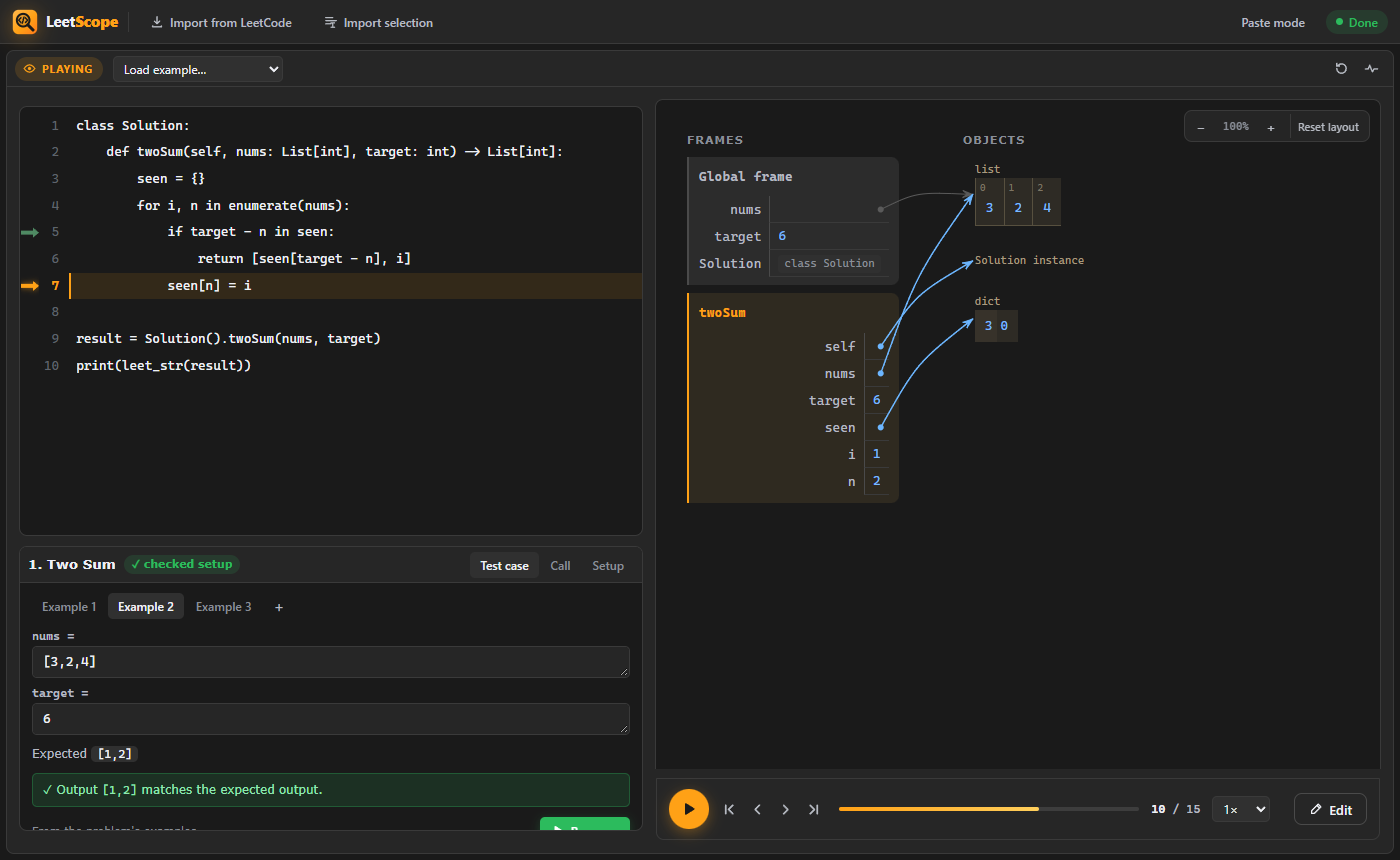 LeetScope
Import from LeetCode
Import selection
Paste mode
Done
PLAYING
Load example...
1 class Solution:
2 def twoSum(self, nums: List[int], target: int) -> List[int]:
3 seen = {}
4 for i, n in enumerate(nums):
5 if target - n in seen:
6 return [seen[target - n], i]
7 seen[n] = i
8
9 result = Solution().twoSum(nums, target)
10 print(leet_str(result))
1. Two Sum ✓ checked setup
Test case Call Setup
Example 1 Example 2 Example 3 +
nums =
[3,2,4]
target =
6
Expected [1,2]
✓ Output [1,2] matches the expected output.
From the problem's examples
– 100% + Reset layout
FRAMES
Global frame
nums
target 6
Solution class Solution
twoSum
self
nums
target 6
seen
i 1
n 2
OBJECTS
list
0 1 2
3 2 4
Solution instance
dict
3 0
10 / 15
1×
Edit